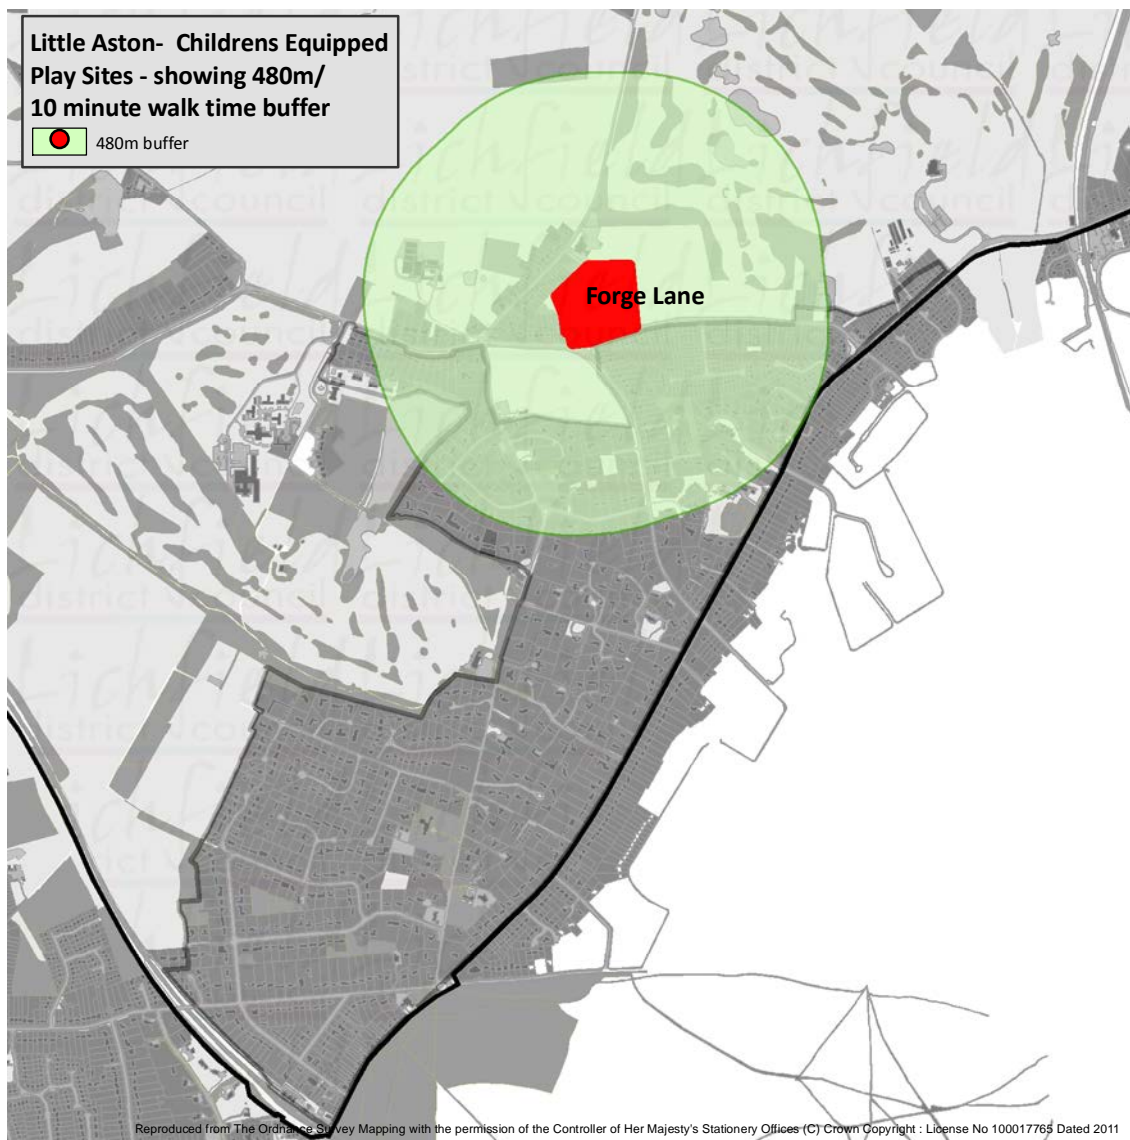 Little Aston- Childrens Equipped
Play Sites - showing 480m/
10 minute walk time buffer
480m buffer
Forge Lane
Reproduced from The Ordnance Survey Mapping with the permission of the Controller of Her Majesty's Stationery Offices (C) Crown Copyright : License No 100017765 Dated 2011